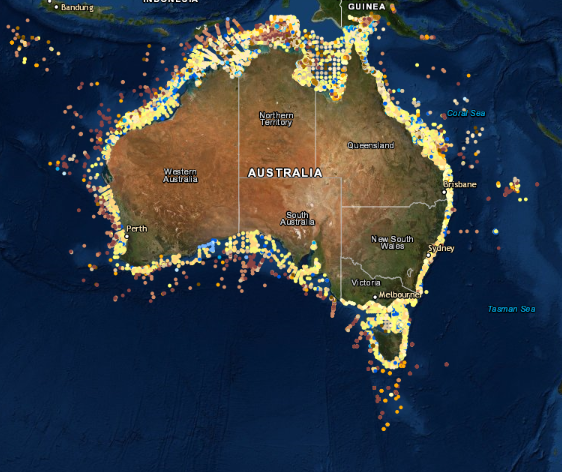 INDONESIA
GUINEA
Bandung
Coral Sea
Northern
Territory
Queensland
Western
Australia
AUSTRALIA
Brisbane
South
Australia
Perth
New South
Wales
Sydney
Victoria
Melbourne
Tasman Sea